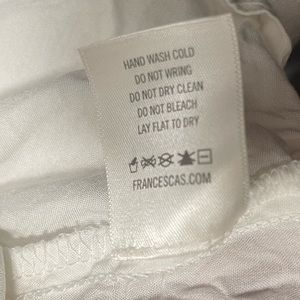 HAND WASH COLD
DO NOT WRING
DO NOT DRY CLEAN
DO NOT BLEACH
LAY FLAT TO DRY
FRANCESCAS.COM